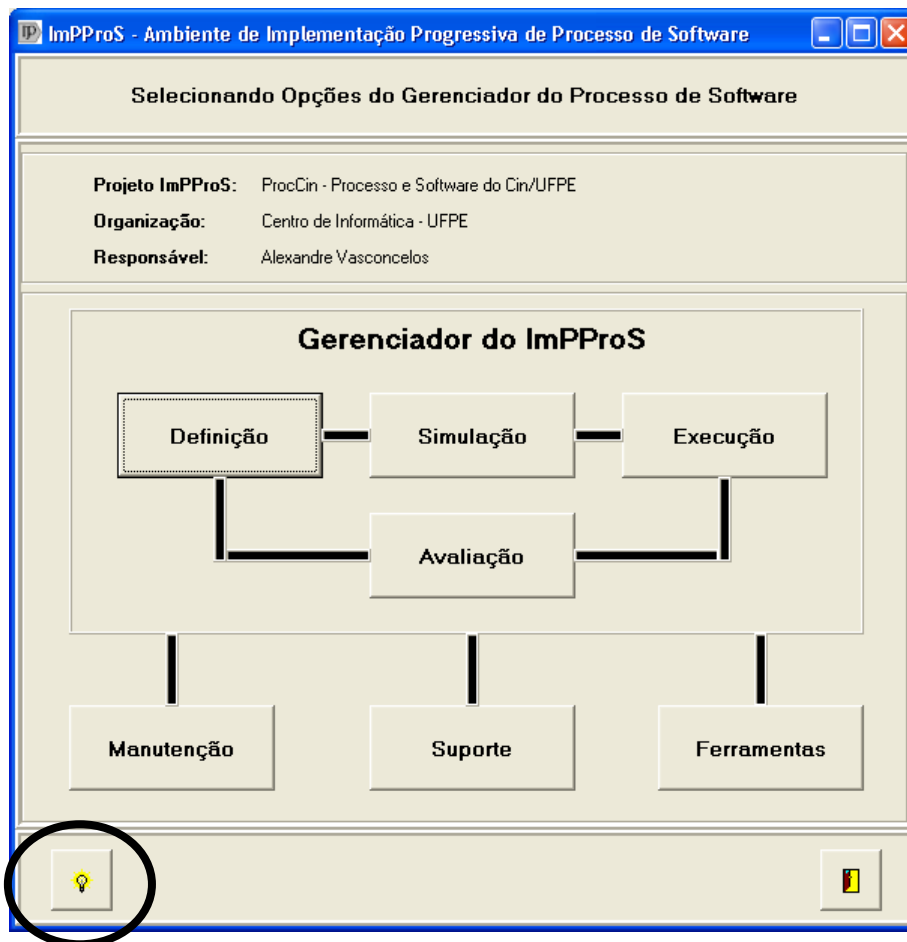 ImPProS - Ambiente de Implementação Progressiva de Processo de Software
Selecionando Opções do Gerenciador do Processo de Software
Projeto ImPProS: ProcCin - Processo e Software do Cin/UFPE
Organização: Centro de Informática - UFPE
Responsável: Alexandre Vasconcelos
Gerenciador do ImPProS
Definição Simulação Execução
Avaliação
Manutenção Suporte Ferramentas